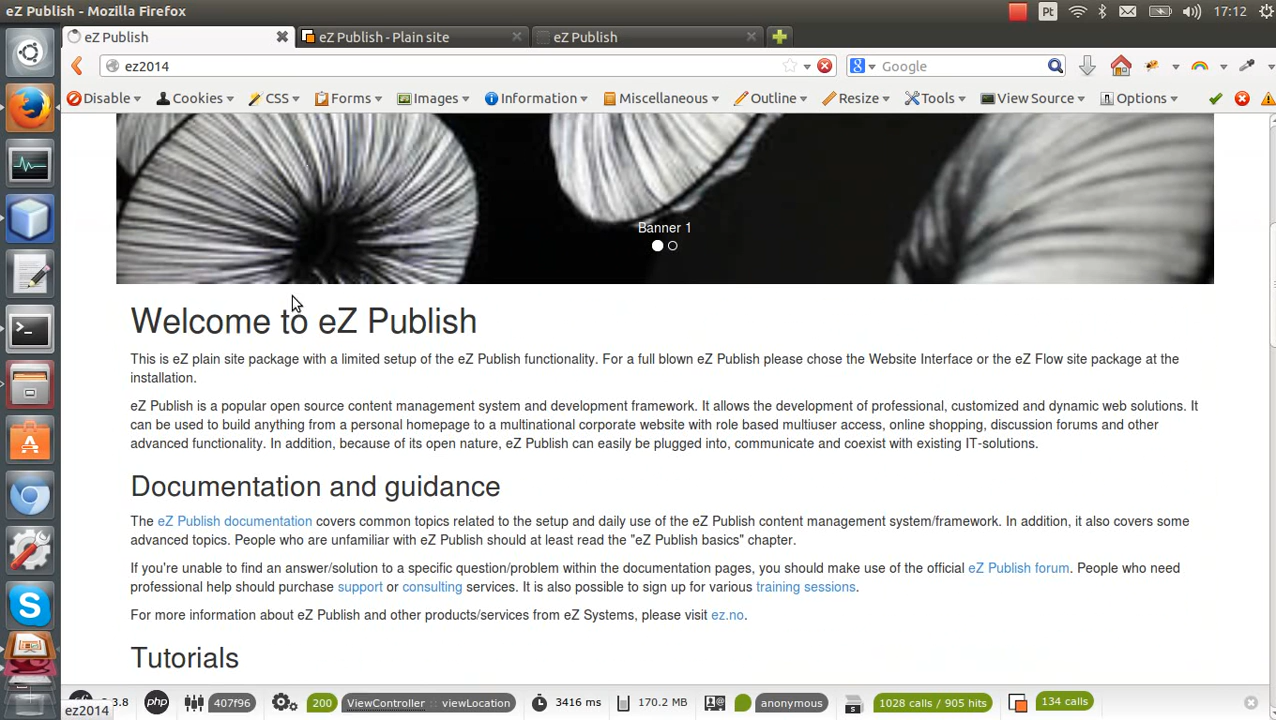 eZ Publish - Mozilla Firefox
Pt
17:12
eZ Publish
eZ Publish - Plain site
eZ Publish
ez2014
Google
Disable
Cookies
CSS
Forms
Images
Information
Miscellaneous
Outline
Resize
Tools
View Source
Options
Banner 1
Welcome to eZ Publish
This is eZ plain site package with a limited setup of the eZ Publish functionality. For a full blown eZ Publish please chose the Website Interface or the eZ Flow site package at the
installation.
eZ Publish is a popular open source content management system and development framework. It allows the development of professional, customized and dynamic web solutions. It
can be used to build anything from a personal homepage to a multinational corporate website with role based multiuser access, online shopping, discussion forums and other
advanced functionality. In addition, because of its open nature, eZ Publish can easily be plugged into, communicate and coexist with existing IT-solutions.
Documentation and guidance
The eZ Publish documentation covers common topics related to the setup and daily use of the eZ Publish content management system/framework. In addition, it also covers some
advanced topics. People who are unfamiliar with eZ Publish should at least read the "eZ Publish basics" chapter.
If you're unable to find an answer/solution to a specific question/problem within the documentation pages, you should make use of the official eZ Publish forum. People who need
professional help should purchase support or consulting services. It is also possible to sign up for various training sessions.
For more information about eZ Publish and other products/services from eZ Systems, please visit ez.no.
Tutorials
3.8
php
407f96
200
ViewController :: viewLocation
3416 ms
170.2 MB
anonymous
1028 calls / 905 hits
134 calls
ez2014